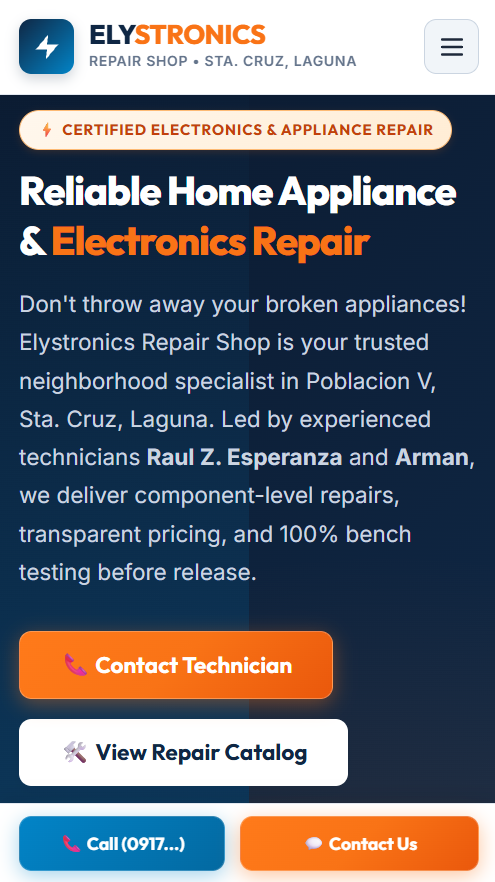 ELYSTRONICS
REPAIR SHOP • STA. CRUZ, LAGUNA
CERTIFIED ELECTRONICS & APPLIANCE REPAIR
Reliable Home Appliance
& Electronics Repair
Don't throw away your broken appliances!
Elystronics Repair Shop is your trusted
neighborhood specialist in Poblacion V,
Sta. Cruz, Laguna. Led by experienced
technicians Raul Z. Esperanza and Arman,
we deliver component-level repairs,
transparent pricing, and 100% bench
testing before release.
Contact Technician
View Repair Catalog
Call (0917...)
Contact Us